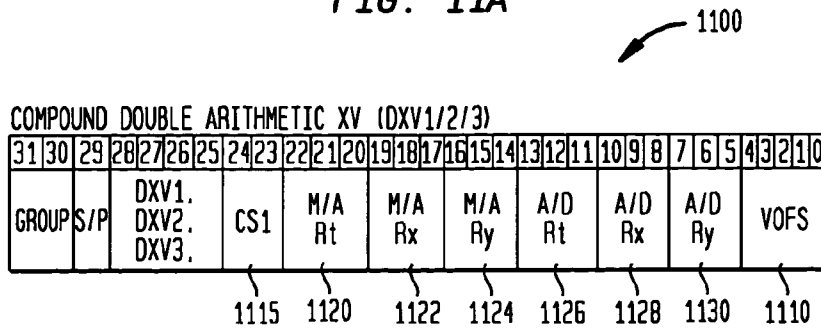 FIG. 11A
1100
COMPOUND DOUBLE ARITHMETIC XV (DXV1/2/3)
31 30 29 28 27 26 25 24 23 22 21 20 19 18 17 16 15 14 13 12 11 10 9 8 7 6 5 4 3 2 1 0
GROUP S/P DXV1, DXV2, DXV3, CS1 M/A Rt M/A Rx M/A Ry A/D Rt A/D Rx A/D Ry VOFS
1115 1120 1122 1124 1126 1128 1130 1110